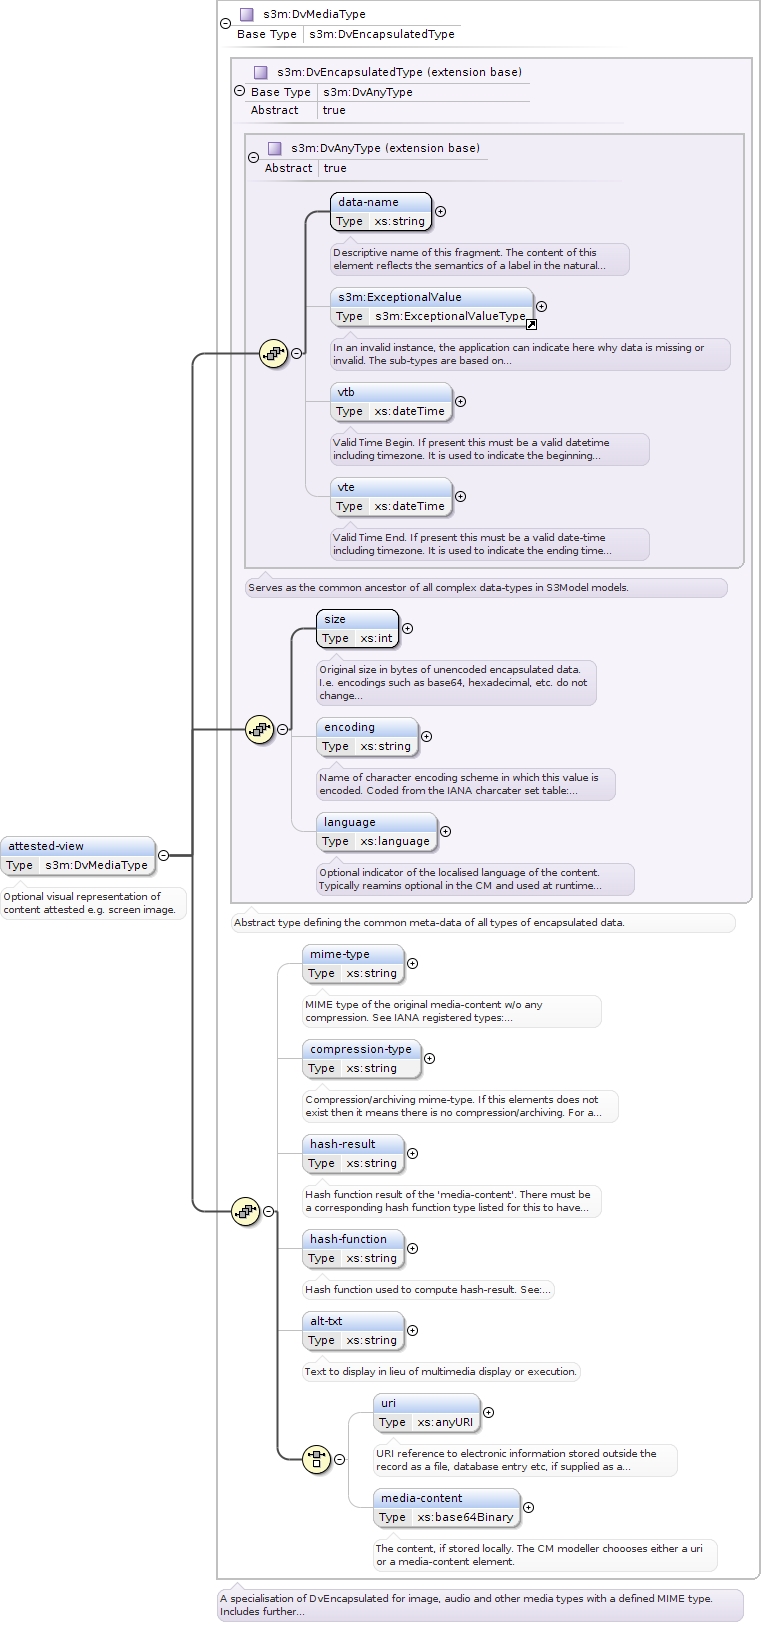 s3m:DvMediaType
Base Type s3m:DvEncapsulatedType
s3m:DvEncapsulatedType (extension base)
Base Type s3m:DvAnyType
Abstract true
s3m:DvAnyType (extension base)
Abstract true
data-name
Type xs:string
Descriptive name of this fragment. The content of this
element reflects the semantics of a label in the natural...
s3m:ExceptionalValue
Type s3m:ExceptionalValueType
In an invalid instance, the application can indicate here why data is missing or
invalid. The sub-types are based on...
vtb
Type xs:dateTime
Valid Time Begin. If present this must be a valid datetime
including timezone. It is used to indicate the beginning...
vte
Type xs:dateTime
Valid Time End. If present this must be a valid date-time
including timezone. It is used to indicate the ending time...
Serves as the common ancestor of all complex data-types in S3Model models.
size
Type xs:int
Original size in bytes of unencoded encapsulated data.
I.e. encodings such as base64, hexadecimal, etc. do not
change...
encoding
Type xs:string
Name of character encoding scheme in which this value is
encoded. Coded from the IANA charcater set table:...
language
Type xs:language
Optional indicator of the localised language of the content.
Typically reamins optional in the CM and used at runtime...
attested-view
Type s3m:DvMediaType
Optional visual representation of
content attested e.g. screen image.
Abstract type defining the common meta-data of all types of encapsulated data.
mime-type
Type xs:string
MIME type of the original media-content w/o any
compression. See IANA registered types:...
compression-type
Type xs:string
Compression/archiving mime-type. If this elements does not
exist then it means there is no compression/archiving. For a...
hash-result
Type xs:string
Hash function result of the 'media-content'. There must be
a corresponding hash function type listed for this to have...
hash-function
Type xs:string
Hash function used to compute hash-result. See:...
alt-txt
Type xs:string
Text to display in lieu of multimedia display or execution.
uri
Type xs:anyURI
URI reference to electronic information stored outside the
record as a file, database entry etc, if supplied as a...
media-content
Type xs:base64Binary
The content, if stored locally. The CM modeller choooses either a uri
or a media-content element.
A specialisation of DvEncapsulated for image, audio and other media types with a defined MIME type.
Includes further...